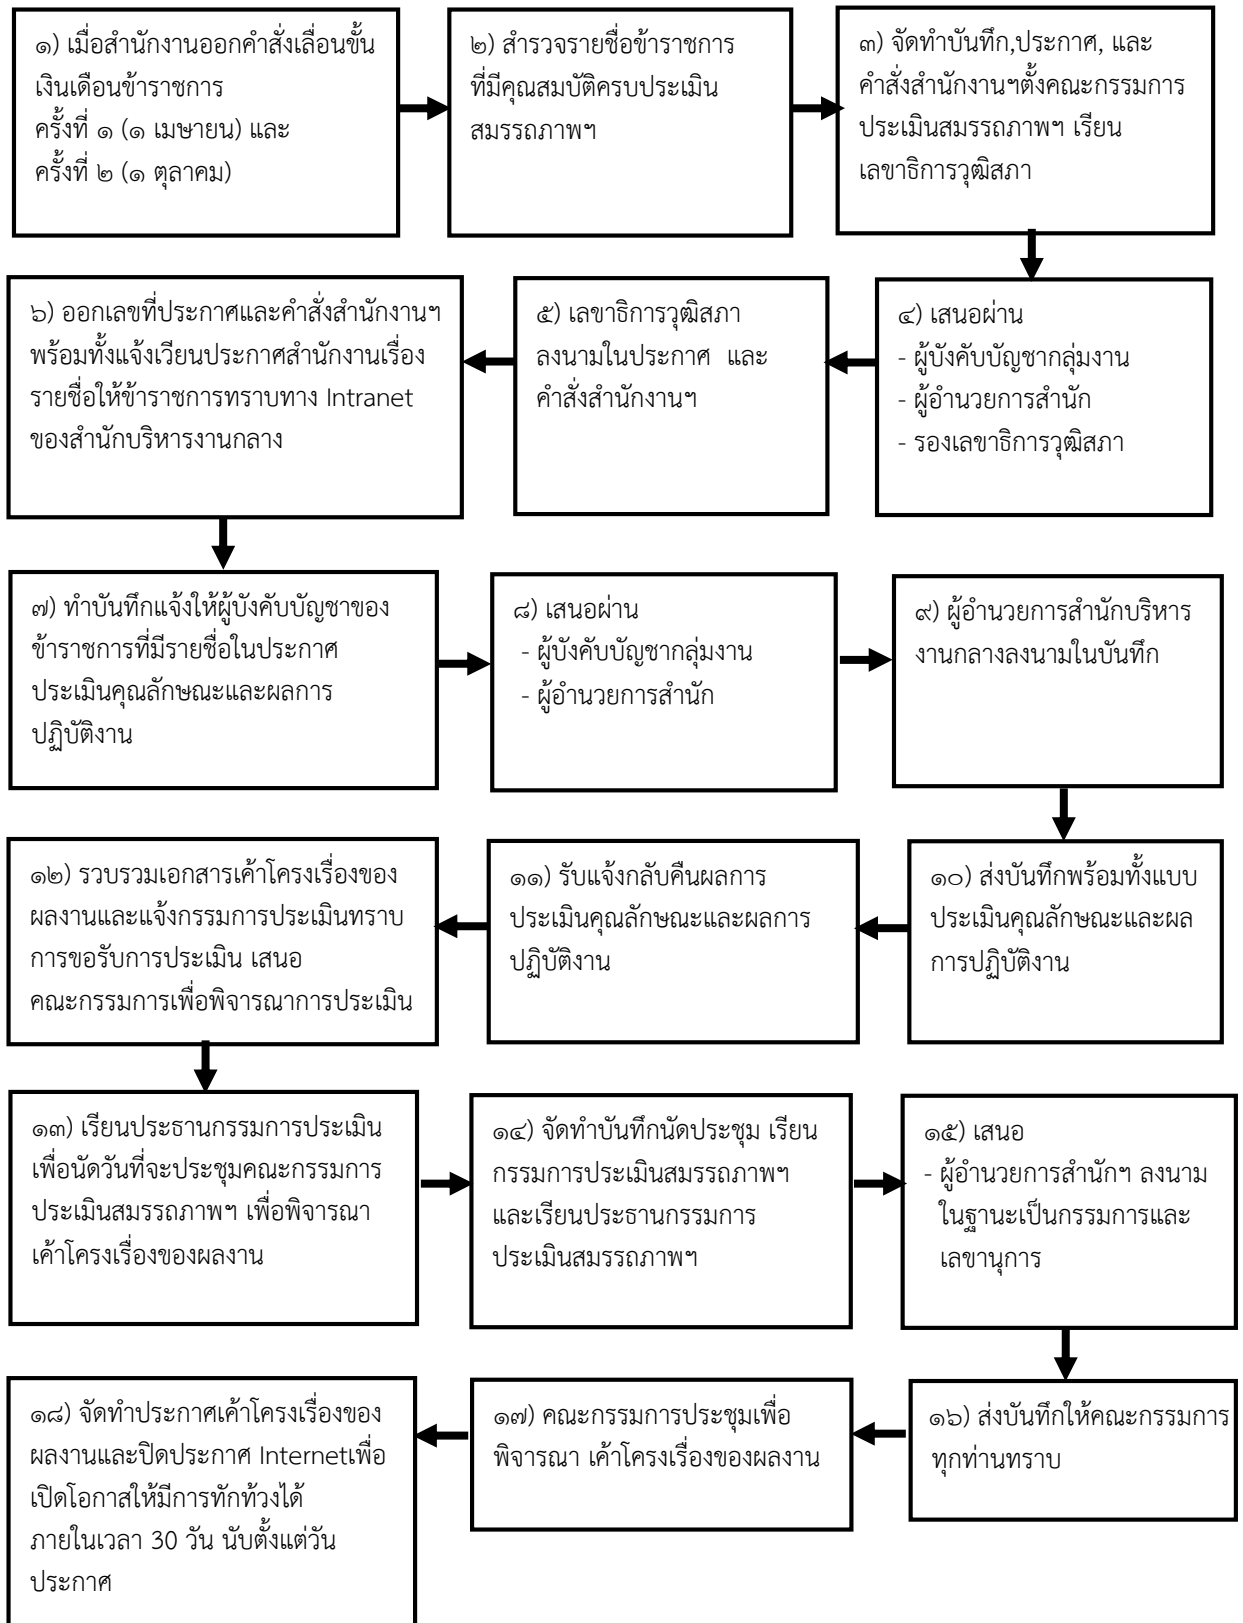 ๑) เมื่อสำนักงานออกคำสั่งเลื่อนขั้น
เงินเดือนข้าราชการ
ครั้งที่ ๑ (๑ เมษายน) และ
ครั้งที่ ๒ (๑ ตุลาคม)
๒) สำรวจรายชื่อข้าราชการ
ที่มีคุณสมบัติครบประเมิน
สมรรถภาพฯ
๓) จัดทำบันทึก,ประกาศ, และ
คำสั่งสำนักงานฯตั้งคณะกรรมการ
ประเมินสมรรถภาพฯ เรียน
เลขาธิการวุฒิสภา
๔) เสนอผ่าน
- ผู้บังคับบัญชากลุ่มงาน
- ผู้อำนวยการสำนัก
- รองเลขาธิการวุฒิสภา
๕) เลขาธิการวุฒิสภา
ลงนามในประกาศ และ
คำสั่งสำนักงานฯ
๖) ออกเลขที่ประกาศและคำสั่งสำนักงานฯ
พร้อมทั้งแจ้งเวียนประกาศสำนักงานเรื่อง
รายชื่อให้ข้าราชการทราบทาง Intranet
ของสำนักบริหารงานกลาง
๗) ทำบันทึกแจ้งให้ผู้บังคับบัญชาของ
ข้าราชการที่มีรายชื่อในประกาศ
ประเมินคุณลักษณะและผลการ
ปฏิบัติงาน
๘) เสนอผ่าน
- ผู้บังคับบัญชากลุ่มงาน
- ผู้อำนวยการสำนัก
๙) ผู้อำนวยการสำนักบริหาร
งานกลางลงนามในบันทึก
๑๐) ส่งบันทึกพร้อมทั้งแบบ
ประเมินคุณลักษณะและผล
การปฏิบัติงาน
๑๑) รับแจ้งกลับคืนผลการ
ประเมินคุณลักษณะและผลการ
ปฏิบัติงาน
๑๒) รวบรวมเอกสารเค้าโครงเรื่องของ
ผลงานและแจ้งกรรมการประเมินทราบ
การขอรับการประเมิน เสนอ
คณะกรรมการเพื่อพิจารณาการประเมิน
๑๓) เรียนประธานกรรมการประเมิน
เพื่อนัดวันที่จะประชุมคณะกรรมการ
ประเมินสมรรถภาพฯ เพื่อพิจารณา
เค้าโครงเรื่องของผลงาน
๑๔) จัดทำบันทึกนัดประชุม เรียน
กรรมการประเมินสมรรถภาพฯ
และเรียนประธานกรรมการ
ประเมินสมรรถภาพฯ
๑๕) เสนอ
- ผู้อำนวยการสำนักฯ ลงนาม
ในฐานะเป็นกรรมการและ
เลขานุการ
๑๖) ส่งบันทึกให้คณะกรรมการ
ทุกท่านทราบ
๑๗) คณะกรรมการประชุมเพื่อ
พิจารณา เค้าโครงเรื่องของผลงาน
๑๘) จัดทำประกาศเค้าโครงเรื่องของ
ผลงานและปิดประกาศ Internetเพื่อ
เปิดโอกาสให้มีการทักท้วงได้
ภายในเวลา 30 วัน นับตั้งแต่วัน
ประกาศ